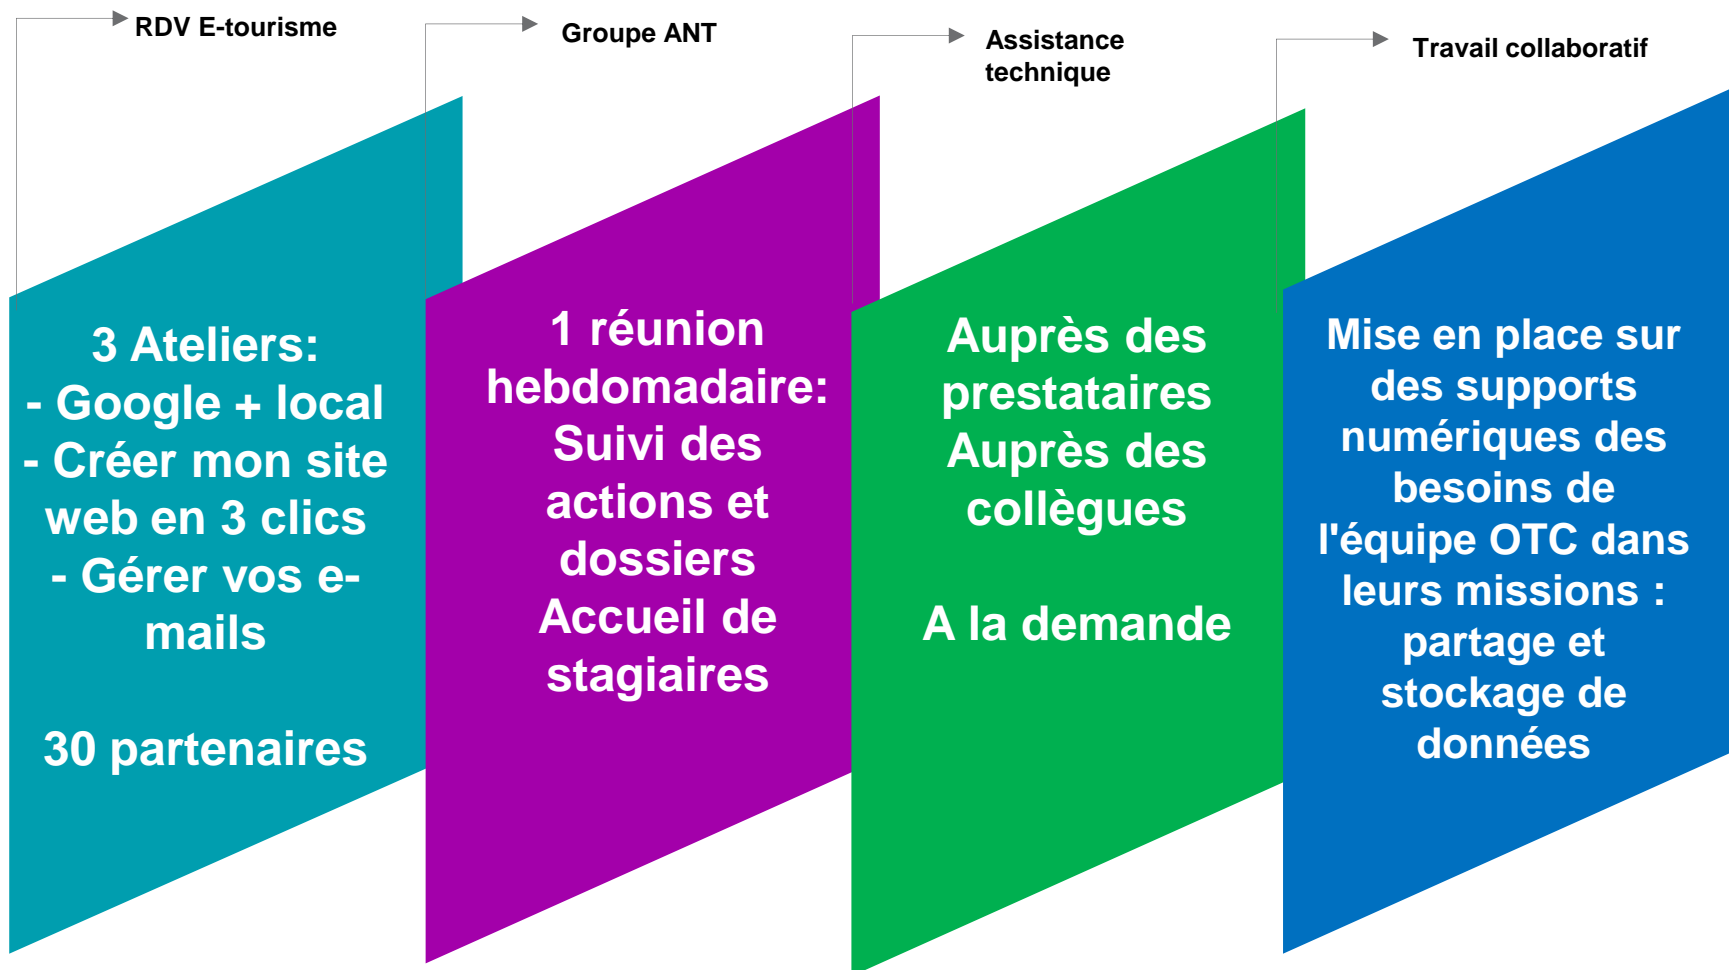 RDV E-tourisme
3 Ateliers:
- Google + local
- Créer mon site
web en 3 clics
- Gérer vos e-
mails
30 partenaires
Groupe ANT
1 réunion
hebdomadaire:
Suivi des
actions et
dossiers
Accueil de
stagiaires
Assistance
technique
Auprès des
prestataires
Auprès des
collègues
A la demande
Travail collaboratif
Mise en place sur
des supports
numériques des
besoins de
l'équipe OTC dans
leurs missions :
partage et
stockage de
données